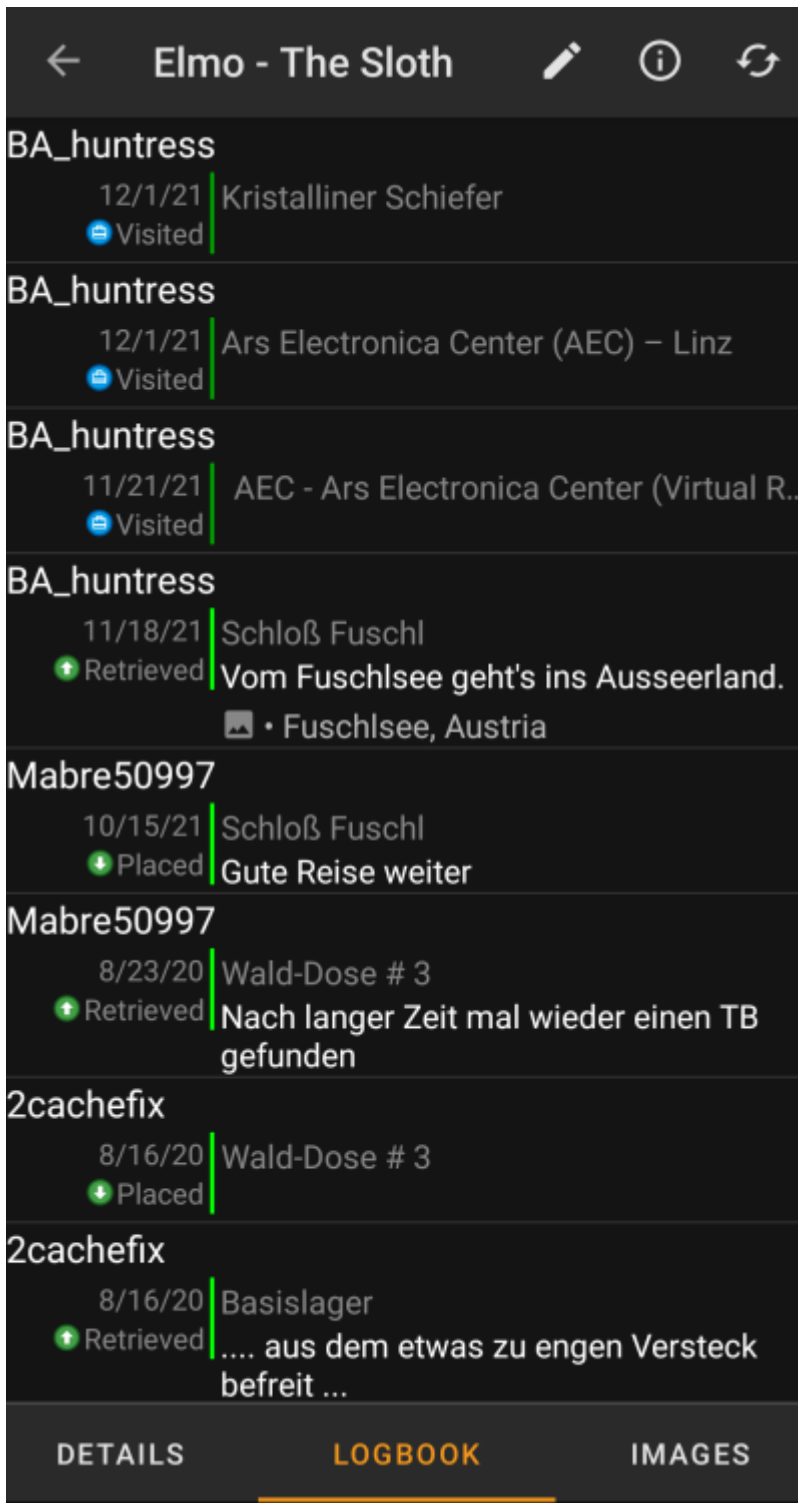 Elmo - The Sloth
BA_huntress
12/1/21 Kristalliner Schiefer
Visited
BA_huntress
12/1/21 Ars Electronica Center (AEC) – Linz
Visited
BA_huntress
11/21/21 AEC - Ars Electronica Center (Virtual R...
Visited
BA_huntress
11/18/21 Schloß Fuschl
Retrieved Vom Fuschlsee geht's ins Ausseerland.
• Fuschlsee, Austria
Mabre50997
10/15/21 Schloß Fuschl
Placed Gute Reise weiter
Mabre50997
8/23/20 Wald-Dose # 3
Retrieved Nach langer Zeit mal wieder einen TB
gefunden
2cachefix
8/16/20 Wald-Dose # 3
Placed
2cachefix
8/16/20 Basislager
Retrieved .... aus dem etwas zu engen Versteck
befreit ...
DETAILS LOGBOOK IMAGES